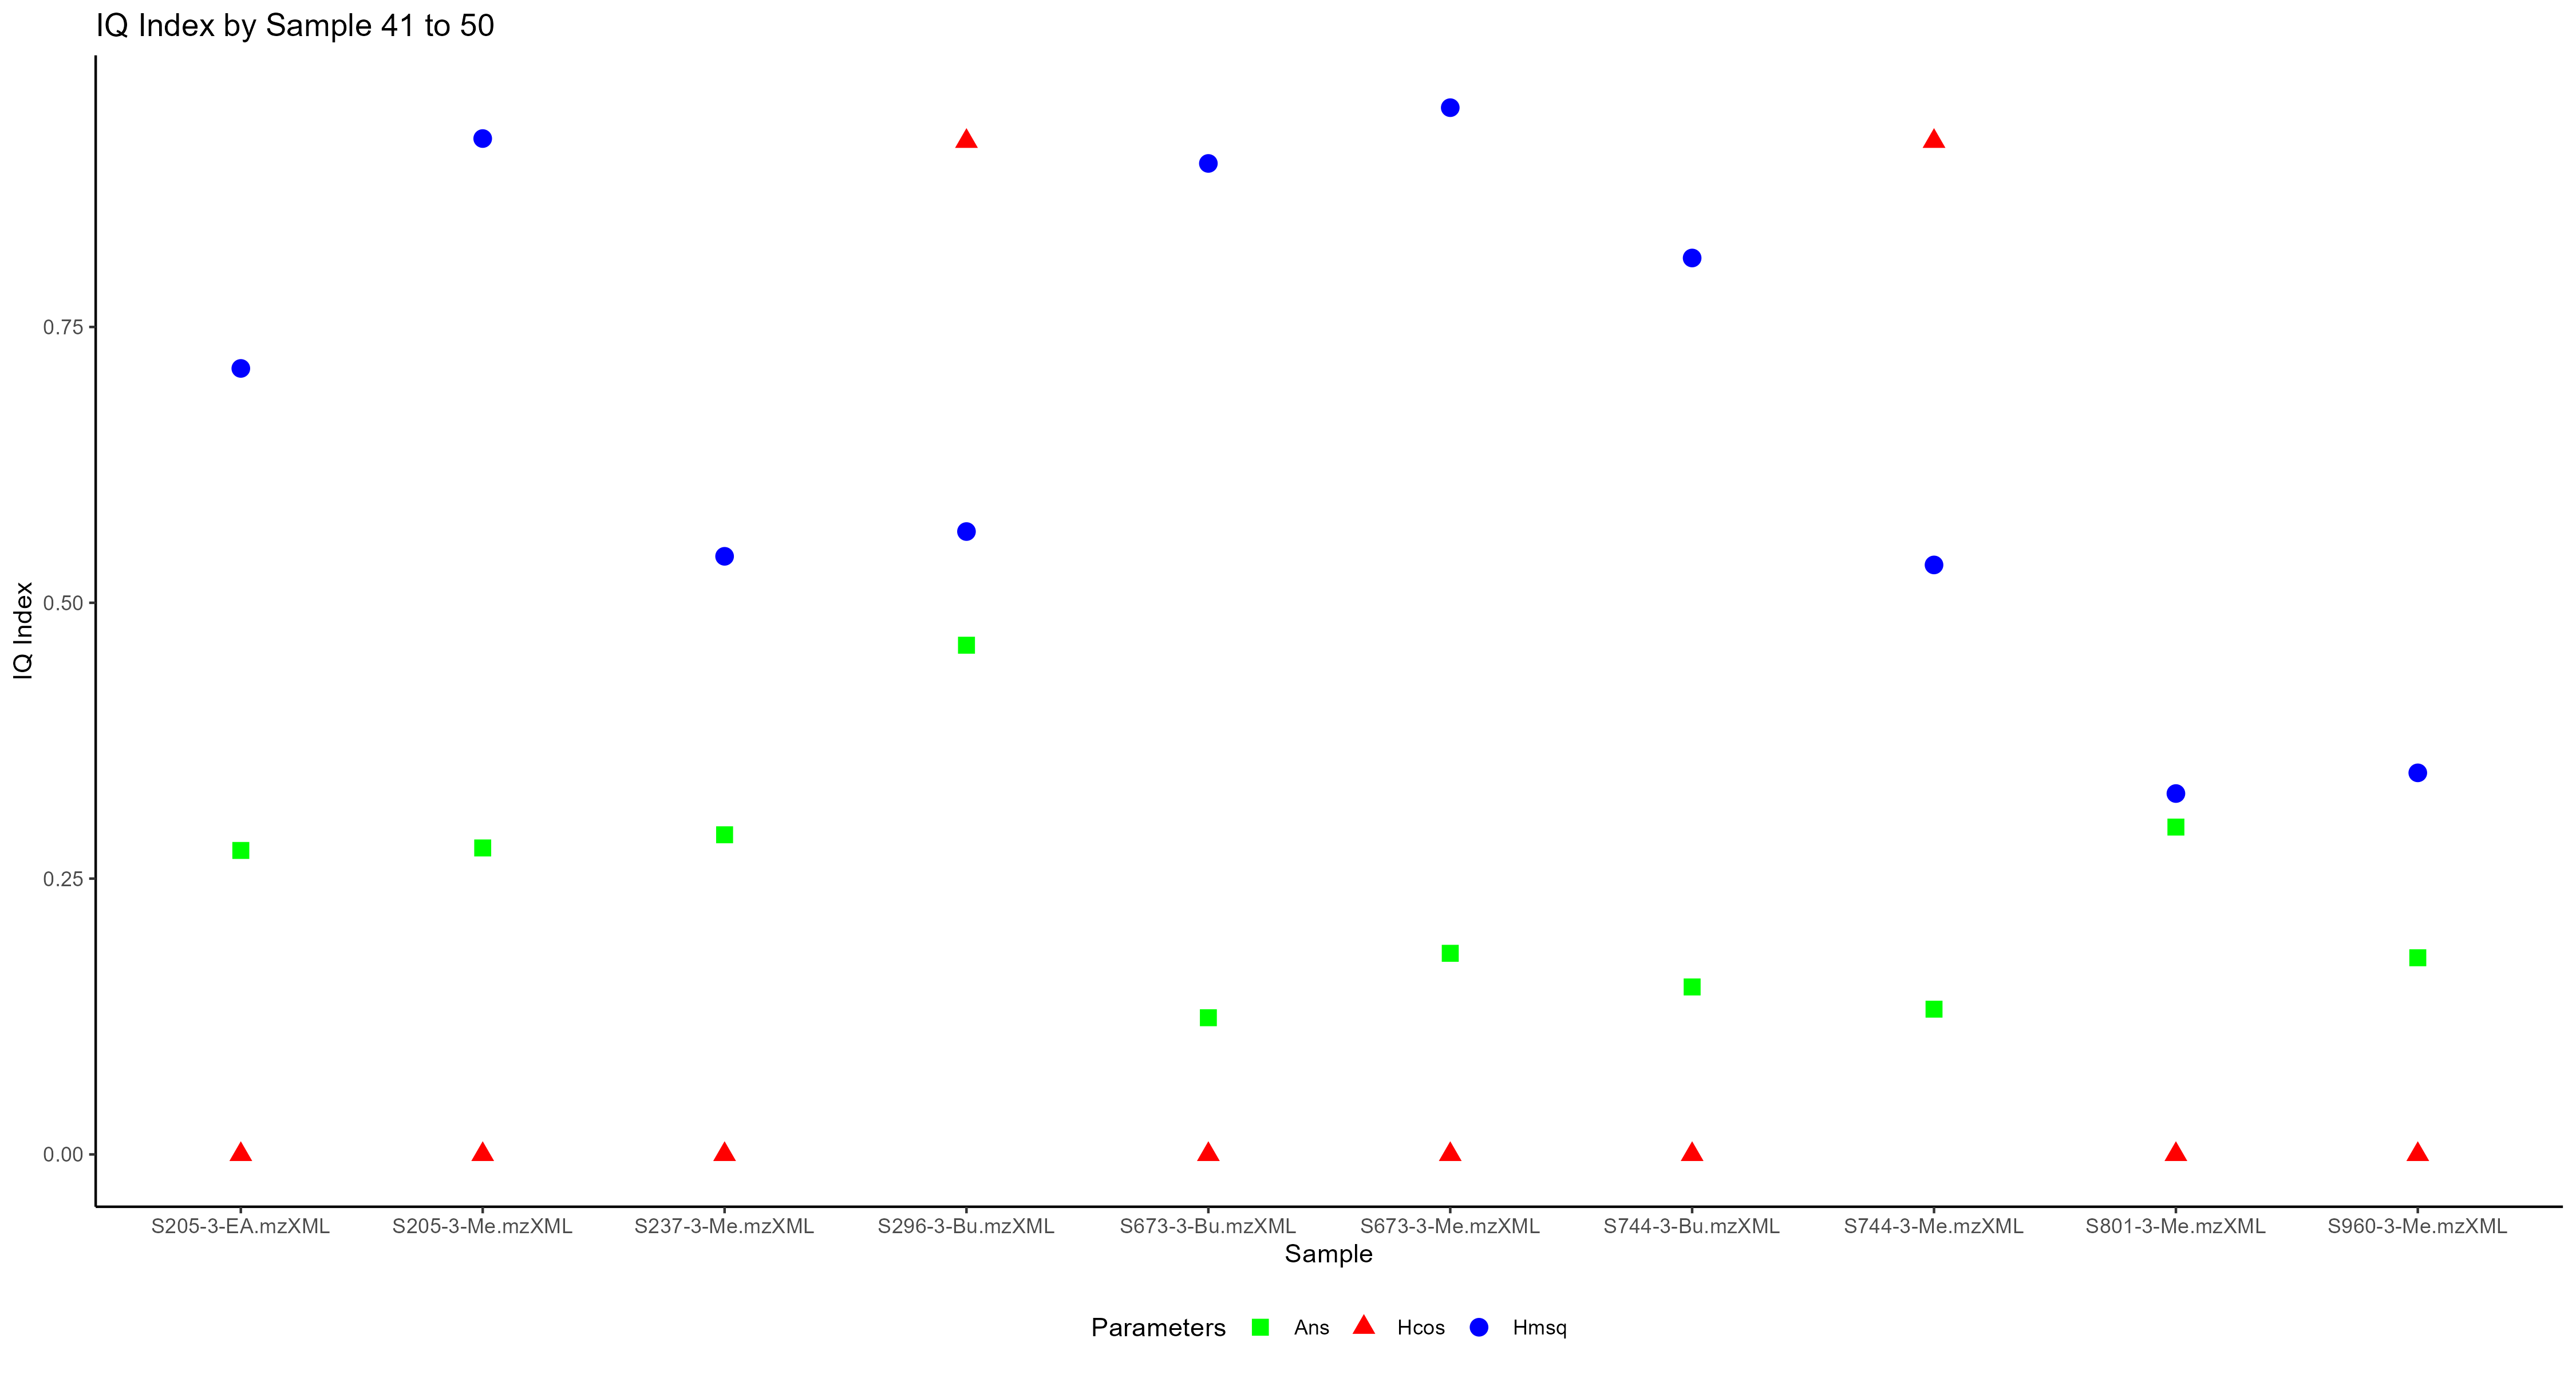 IQ Index by Sample 41 to 50
IQ Index
0.75
0.50
0.25
0.00
S205-3-EA.mzXML S205-3-Me.mzXML S237-3-Me.mzXML S296-3-Bu.mzXML S673-3-Bu.mzXML S673-3-Me.mzXML S744-3-Bu.mzXML S744-3-Me.mzXML S801-3-Me.mzXML S960-3-Me.mzXML
Sample
Parameters Ans Hcos Hmsq